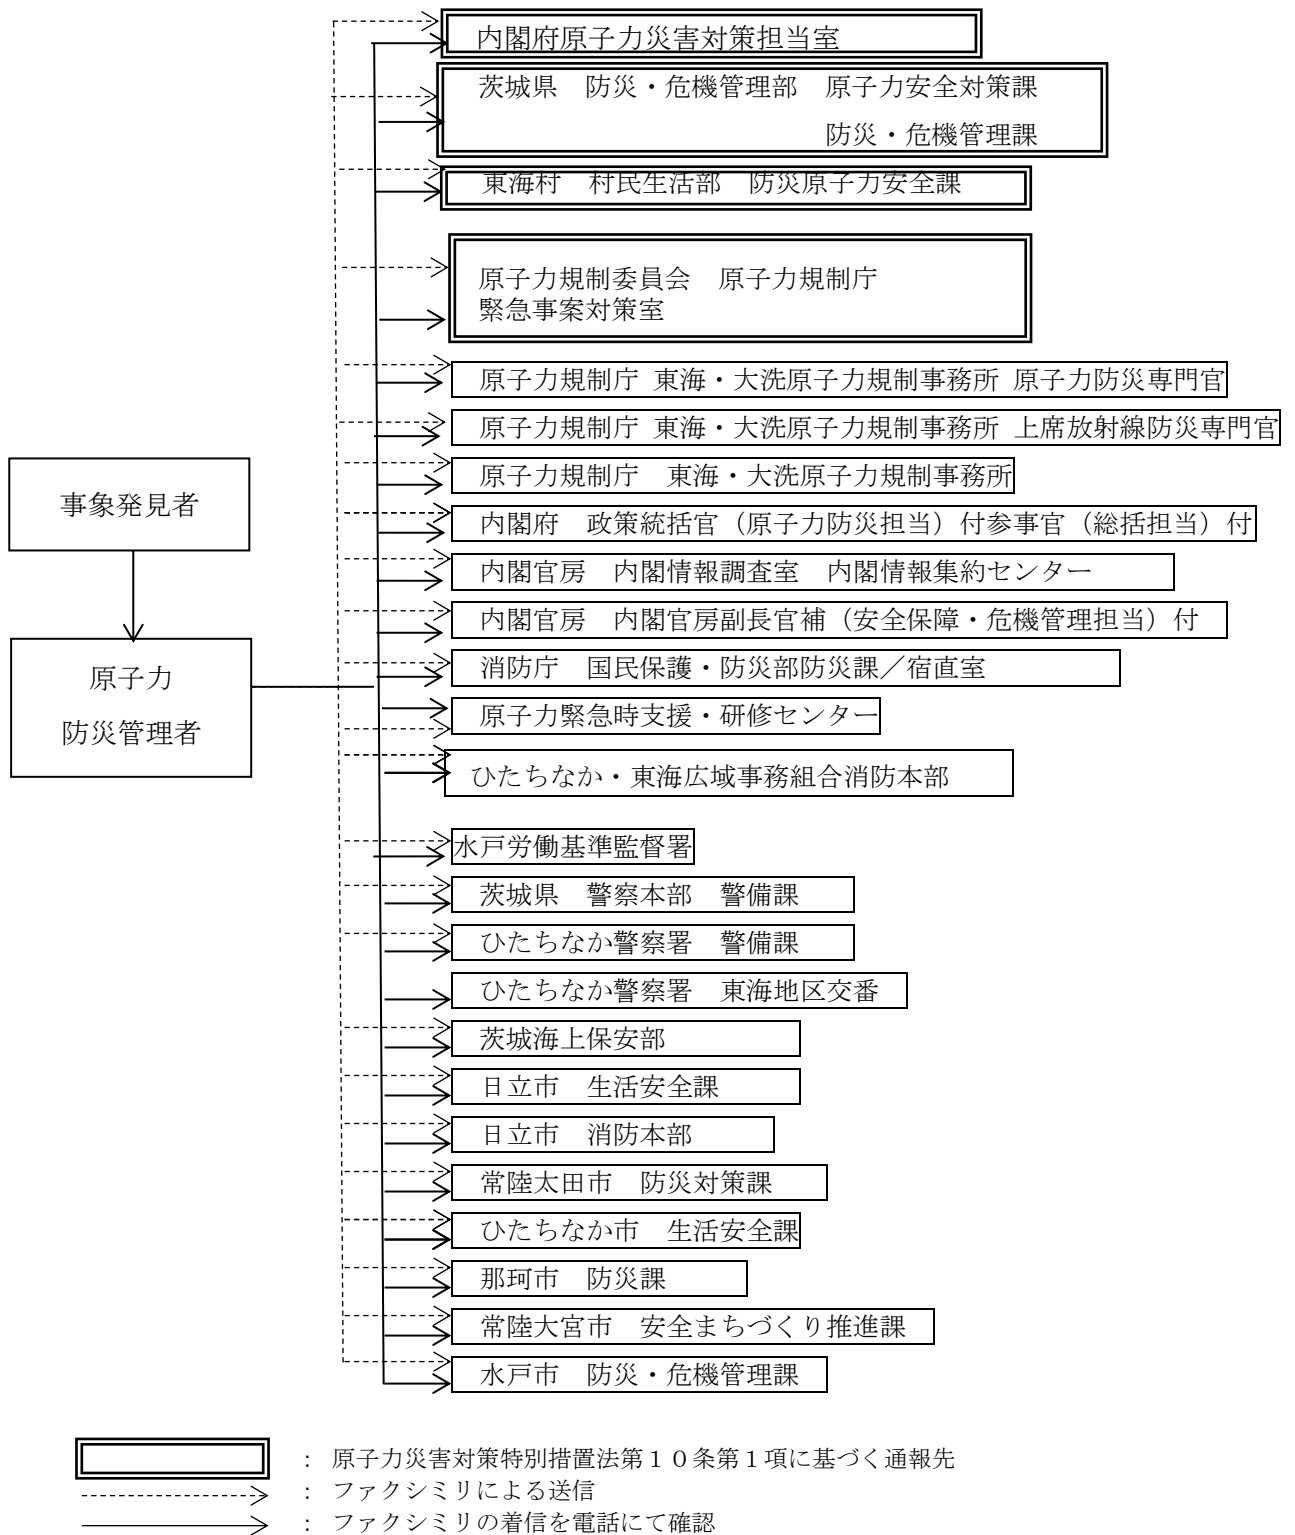 内閣府原子力災害対策担当室
茨城県　防災・危機管理部　原子力安全対策課
防災・危機管理課
東海村　村民生活部　防災原子力安全課
原子力規制委員会　原子力規制庁
緊急事案対策室
原子力規制庁 東海・大洗原子力規制事務所 原子力防災専門官
原子力規制庁 東海・大洗原子力規制事務所 上席放射線防災専門官
原子力規制庁　東海・大洗原子力規制事務所
事象発見者
内閣府　政策統括官（原子力防災担当）付参事官（総括担当）付
内閣官房　内閣情報調査室　内閣情報集約センター
内閣官房　内閣官房副長官補（安全保障・危機管理担当）付
消防庁　国民保護・防災部防災課／宿直室
原子力
防災管理者
原子力緊急時支援・研修センター
ひたちなか・東海広域事務組合消防本部
水戸労働基準監督署
茨城県　警察本部　警備課
ひたちなか警察署　警備課
ひたちなか警察署　東海地区交番
茨城海上保安部
日立市　生活安全課
日立市　消防本部
常陸太田市　防災対策課
ひたちなか市　生活安全課
那珂市　防災課
常陸大宮市　安全まちづくり推進課
水戸市　防災・危機管理課
：　原子力災害対策特別措置法第１０条第１項に基づく通報先
：　ファクシミリによる送信
：　ファクシミリの着信を電話にて確認